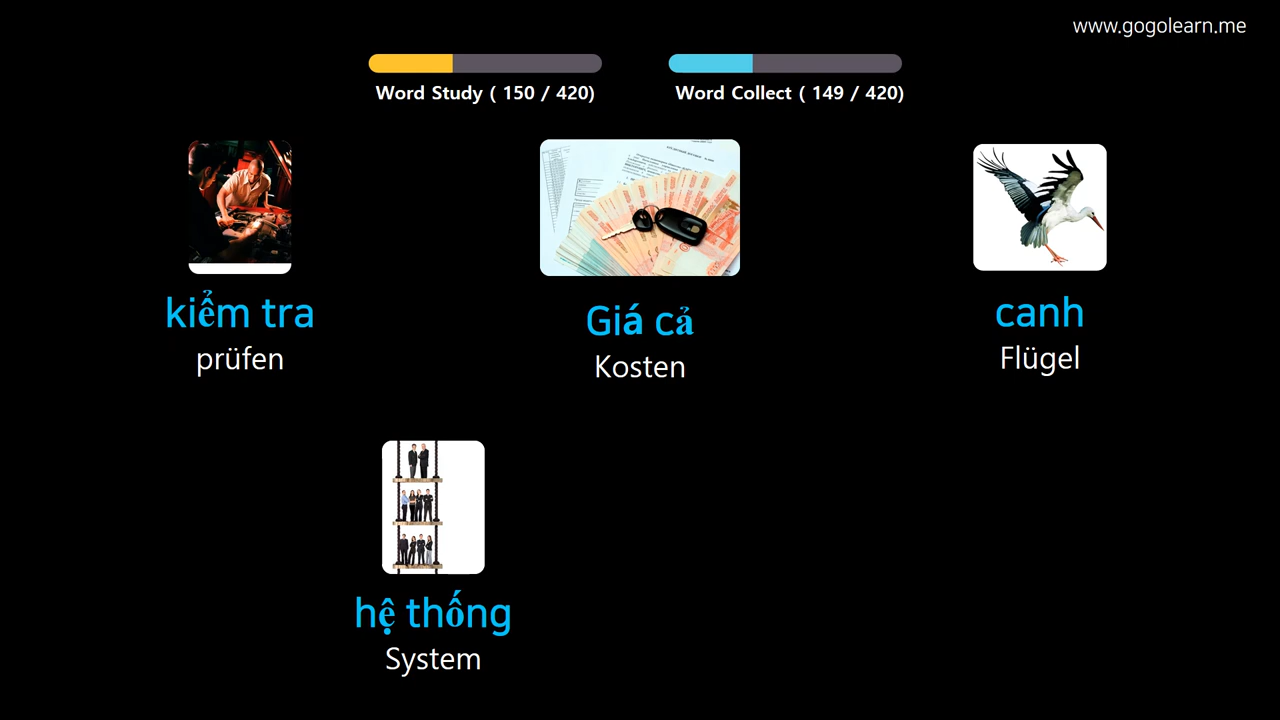 www.gogolearn.me
Word Study ( 150 / 420)
Word Collect ( 149 / 420)
kiểm tra
prüfen
Giá cả
Kosten
canh
Flügel
hệ thống
System